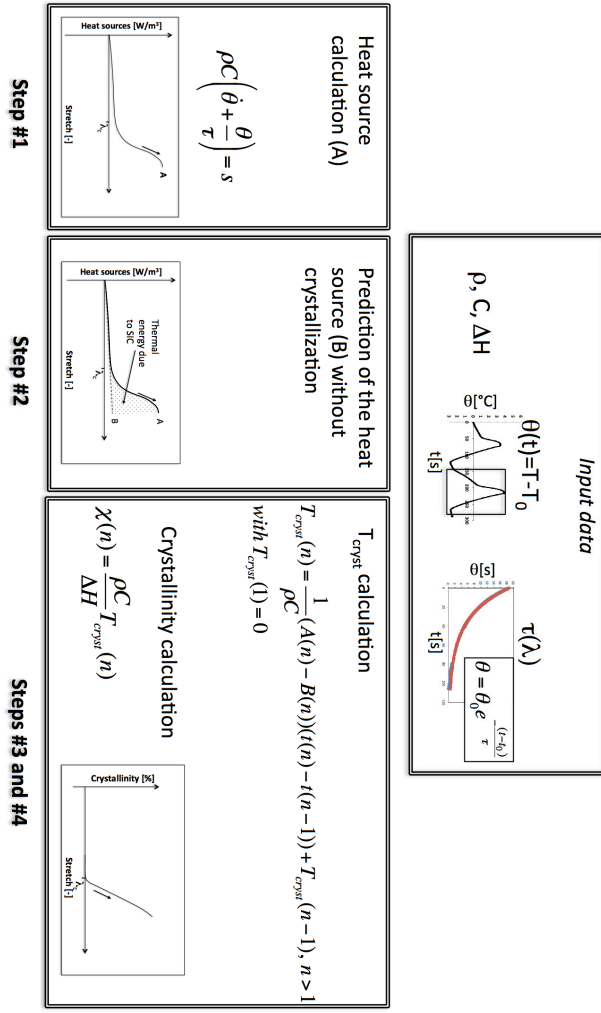 Input data
ρ, C, ΔH
θ(t)=T-T0
θ[°C]
t[s]
τ(λ)
θ[s]
t[s]
θ = θ0 e^(-(t-t0)/τ)
Heat source
calculation (A)
ρC(θ̇ + θ/τ) = s
Heat sources [W/m³]
A
λc
Stretch [-]
Step #1
Prediction of the heat
source (B) without
crystallization
Heat sources [W/m³]
Thermal
energy due
to SIC
A
B
λc
Stretch [-]
Step #2
Tcryst calculation
Tcryst(n) = 1/ρC (A(n) − B(n))(t(n) − t(n − 1)) + Tcryst(n − 1), n > 1
with Tcryst(1) = 0
Crystallinity calculation
χ(n) = ρC/ΔH Tcryst(n)
Crystallinity [%]
λc
Stretch [-]
Steps #3 and #4